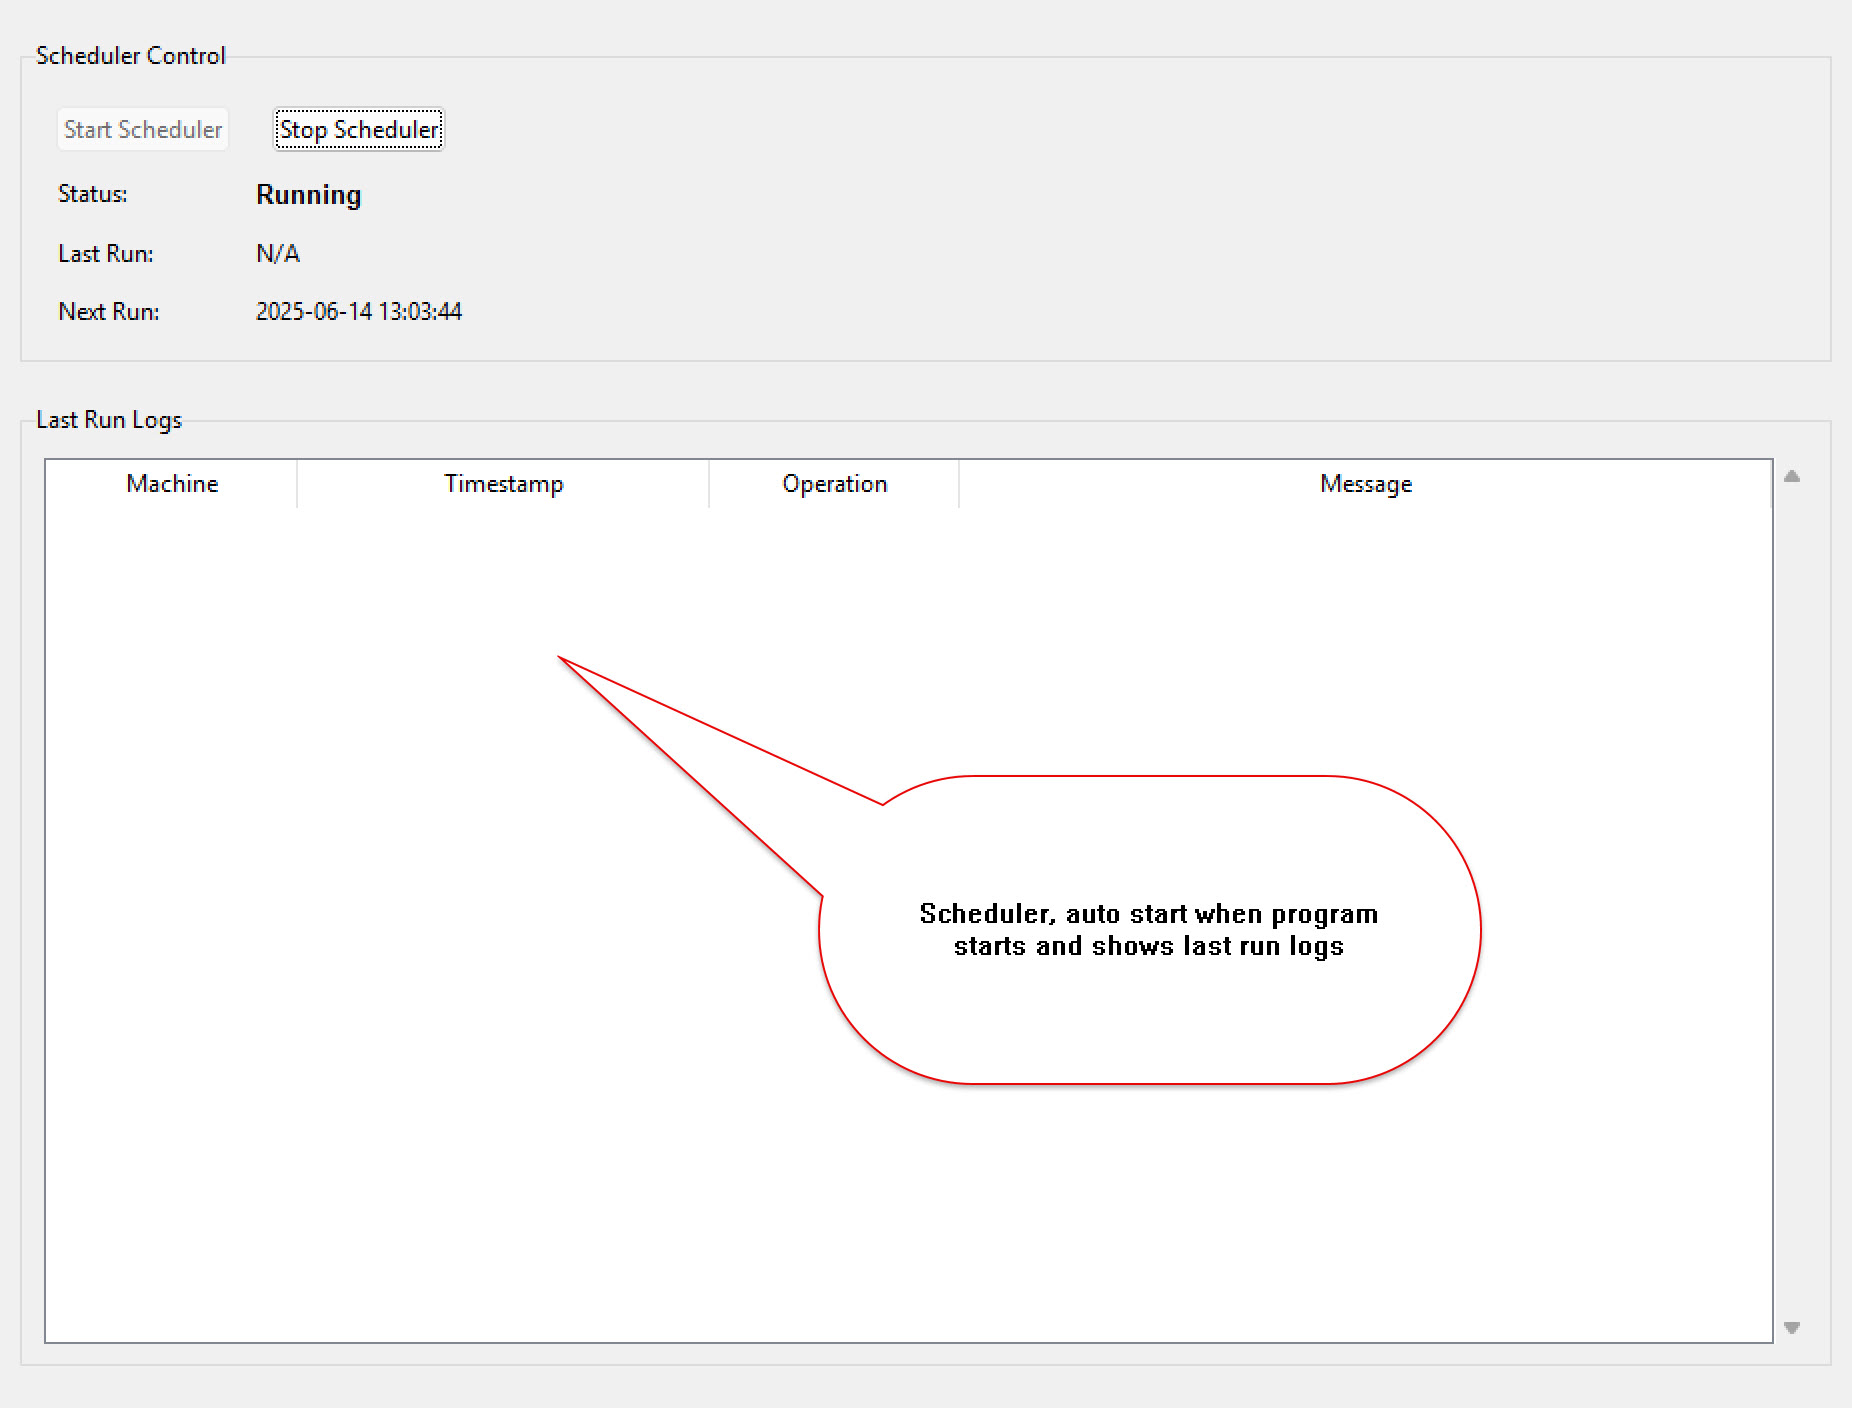 Scheduler Control
Start Scheduler Stop Scheduler
Status: Running
Last Run: N/A
Next Run: 2025-06-14 13:03:44
Last Run Logs
Machine Timestamp Operation Message
Scheduler, auto start when program
starts and shows last run logs